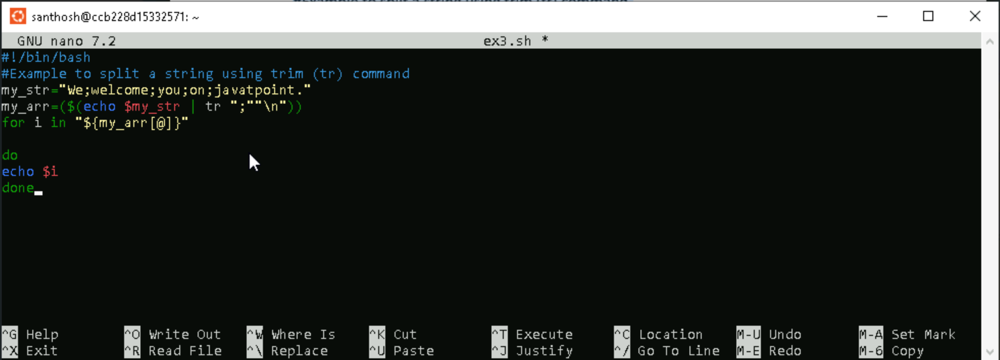 santhosh@ccb228d15332571: ~
GNU nano 7.2 ex3.sh *
#!/bin/bash
#Example to split a string using trim (tr) command
my_str="We;welcome;you;on;javatpoint."
my_arr=($(echo $my_str | tr ";""\n"))
for i in "${my_arr[@]}"
do
echo $i
done
^G Help ^O Write Out ^W Where Is ^K Cut ^T Execute ^C Location M-U Undo M-A Set Mark
^X Exit ^R Read File ^\ Replace ^U Paste ^J Justify ^/ Go To Line M-E Redo M-6 Copy